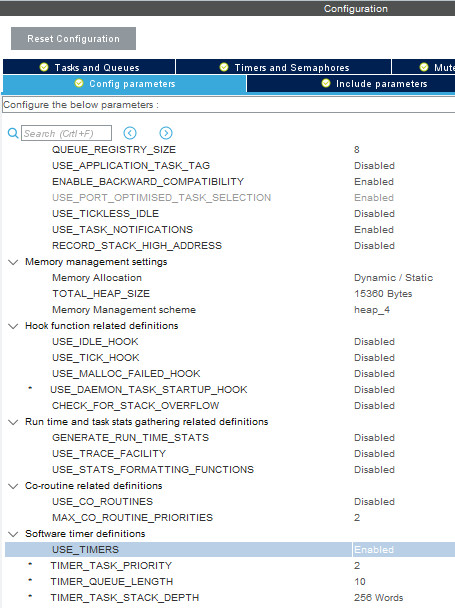 Configuration
Reset Configuration
Tasks and Queues Timers and Semaphores Mute
Config parameters Include parameters
Configure the below parameters :
Search (Crtl+F)
QUEUE_REGISTRY_SIZE 8
USE_APPLICATION_TASK_TAG Disabled
ENABLE_BACKWARD_COMPATIBILITY Enabled
USE_PORT_OPTIMISED_TASK_SELECTION Enabled
USE_TICKLESS_IDLE Disabled
USE_TASK_NOTIFICATIONS Enabled
RECORD_STACK_HIGH_ADDRESS Disabled
Memory management settings
Memory Allocation Dynamic / Static
TOTAL_HEAP_SIZE 15360 Bytes
Memory Management scheme heap_4
Hook function related definitions
USE_IDLE_HOOK Disabled
USE_TICK_HOOK Disabled
USE_MALLOC_FAILED_HOOK Disabled
* USE_DAEMON_TASK_STARTUP_HOOK Disabled
CHECK_FOR_STACK_OVERFLOW Disabled
Run time and task stats gathering related definitions
GENERATE_RUN_TIME_STATS Disabled
USE_TRACE_FACILITY Disabled
USE_STATS_FORMATTING_FUNCTIONS Disabled
Co-routine related definitions
USE_CO_ROUTINES Disabled
MAX_CO_ROUTINE_PRIORITIES 2
Software timer definitions
USE_TIMERS Enabled
* TIMER_TASK_PRIORITY 2
* TIMER_QUEUE_LENGTH 10
* TIMER_TASK_STACK_DEPTH 256 Words